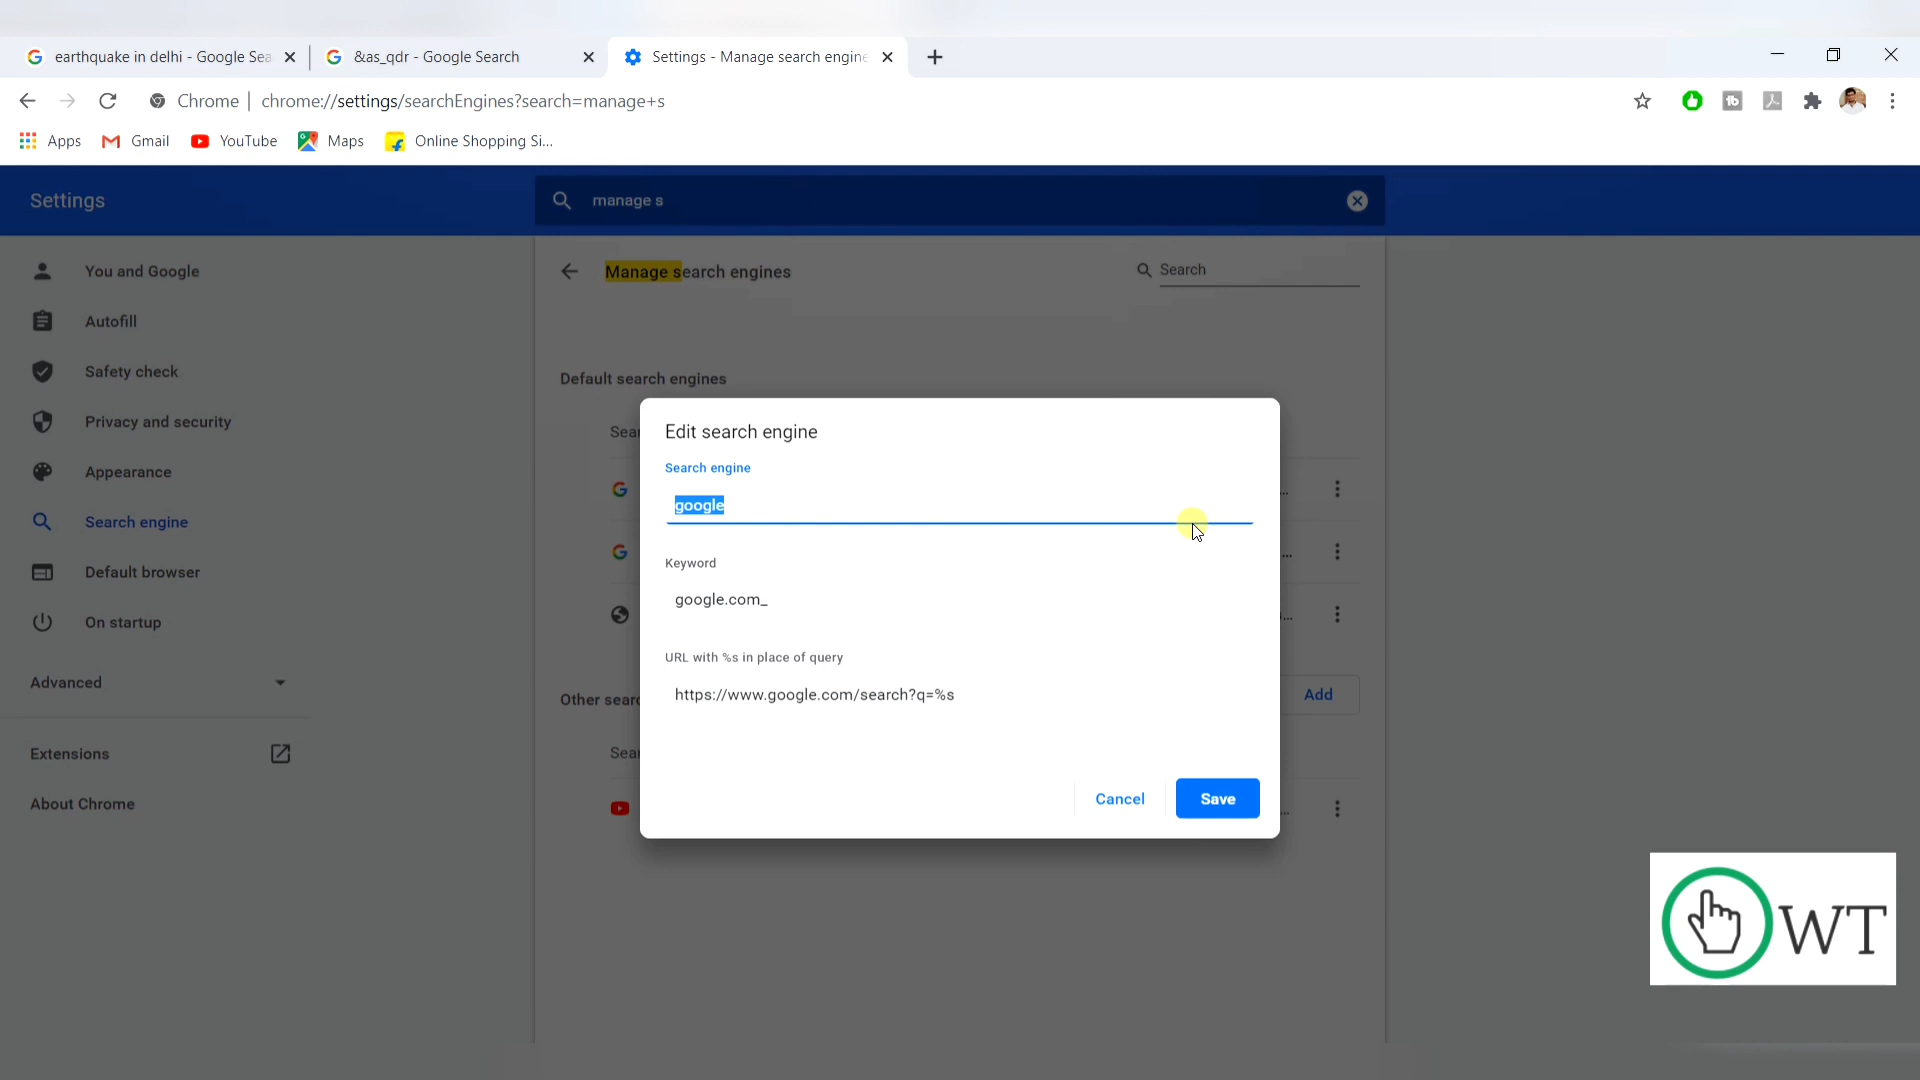 earthquake in delhi - Google Sea
&as_qdr - Google Search
Settings - Manage search engine
Chrome | chrome://settings/searchEngines?search=manage+s
Apps Gmail YouTube Maps Online Shopping Si...
Settings
manage s
You and Google
Manage search engines
Search
Autofill
Safety check
Default search engines
Privacy and security
Sear
Edit search engine
Search engine
google
Appearance
Search engine
Default browser
Keyword
google.com_
On startup
URL with %s in place of query
https://www.google.com/search?q=%s
Advanced
Other searc
Add
Extensions
Sear
Cancel
Save
About Chrome
WT